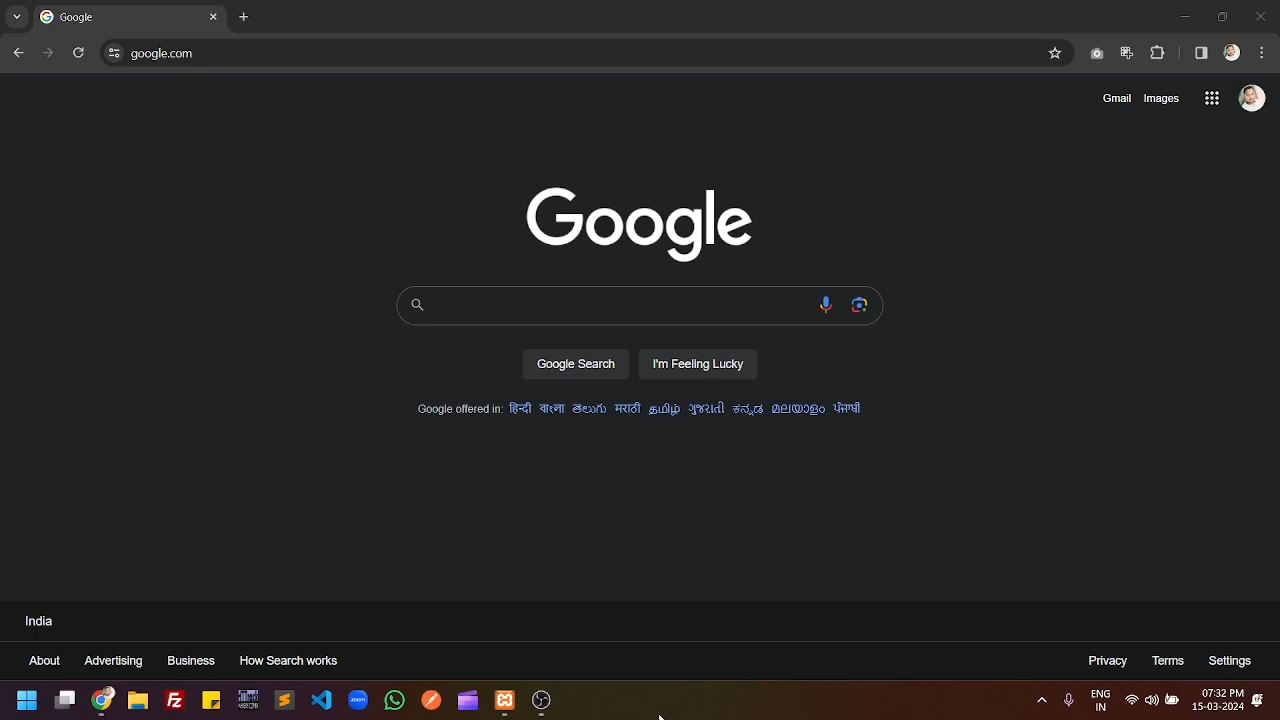 Google
google.com
Gmail Images
Google
Google Search I'm Feeling Lucky
Google offered in: हिन्दी বাংলা తెలుగు मराठी தமிழ் ગુજરાતી ಕನ್ನಡ മലയാളം ਪੰਜਾਬੀ
India
About Advertising Business How Search works Privacy Terms Settings
zoom ENG 07:32 PM
IN 15-03-2024